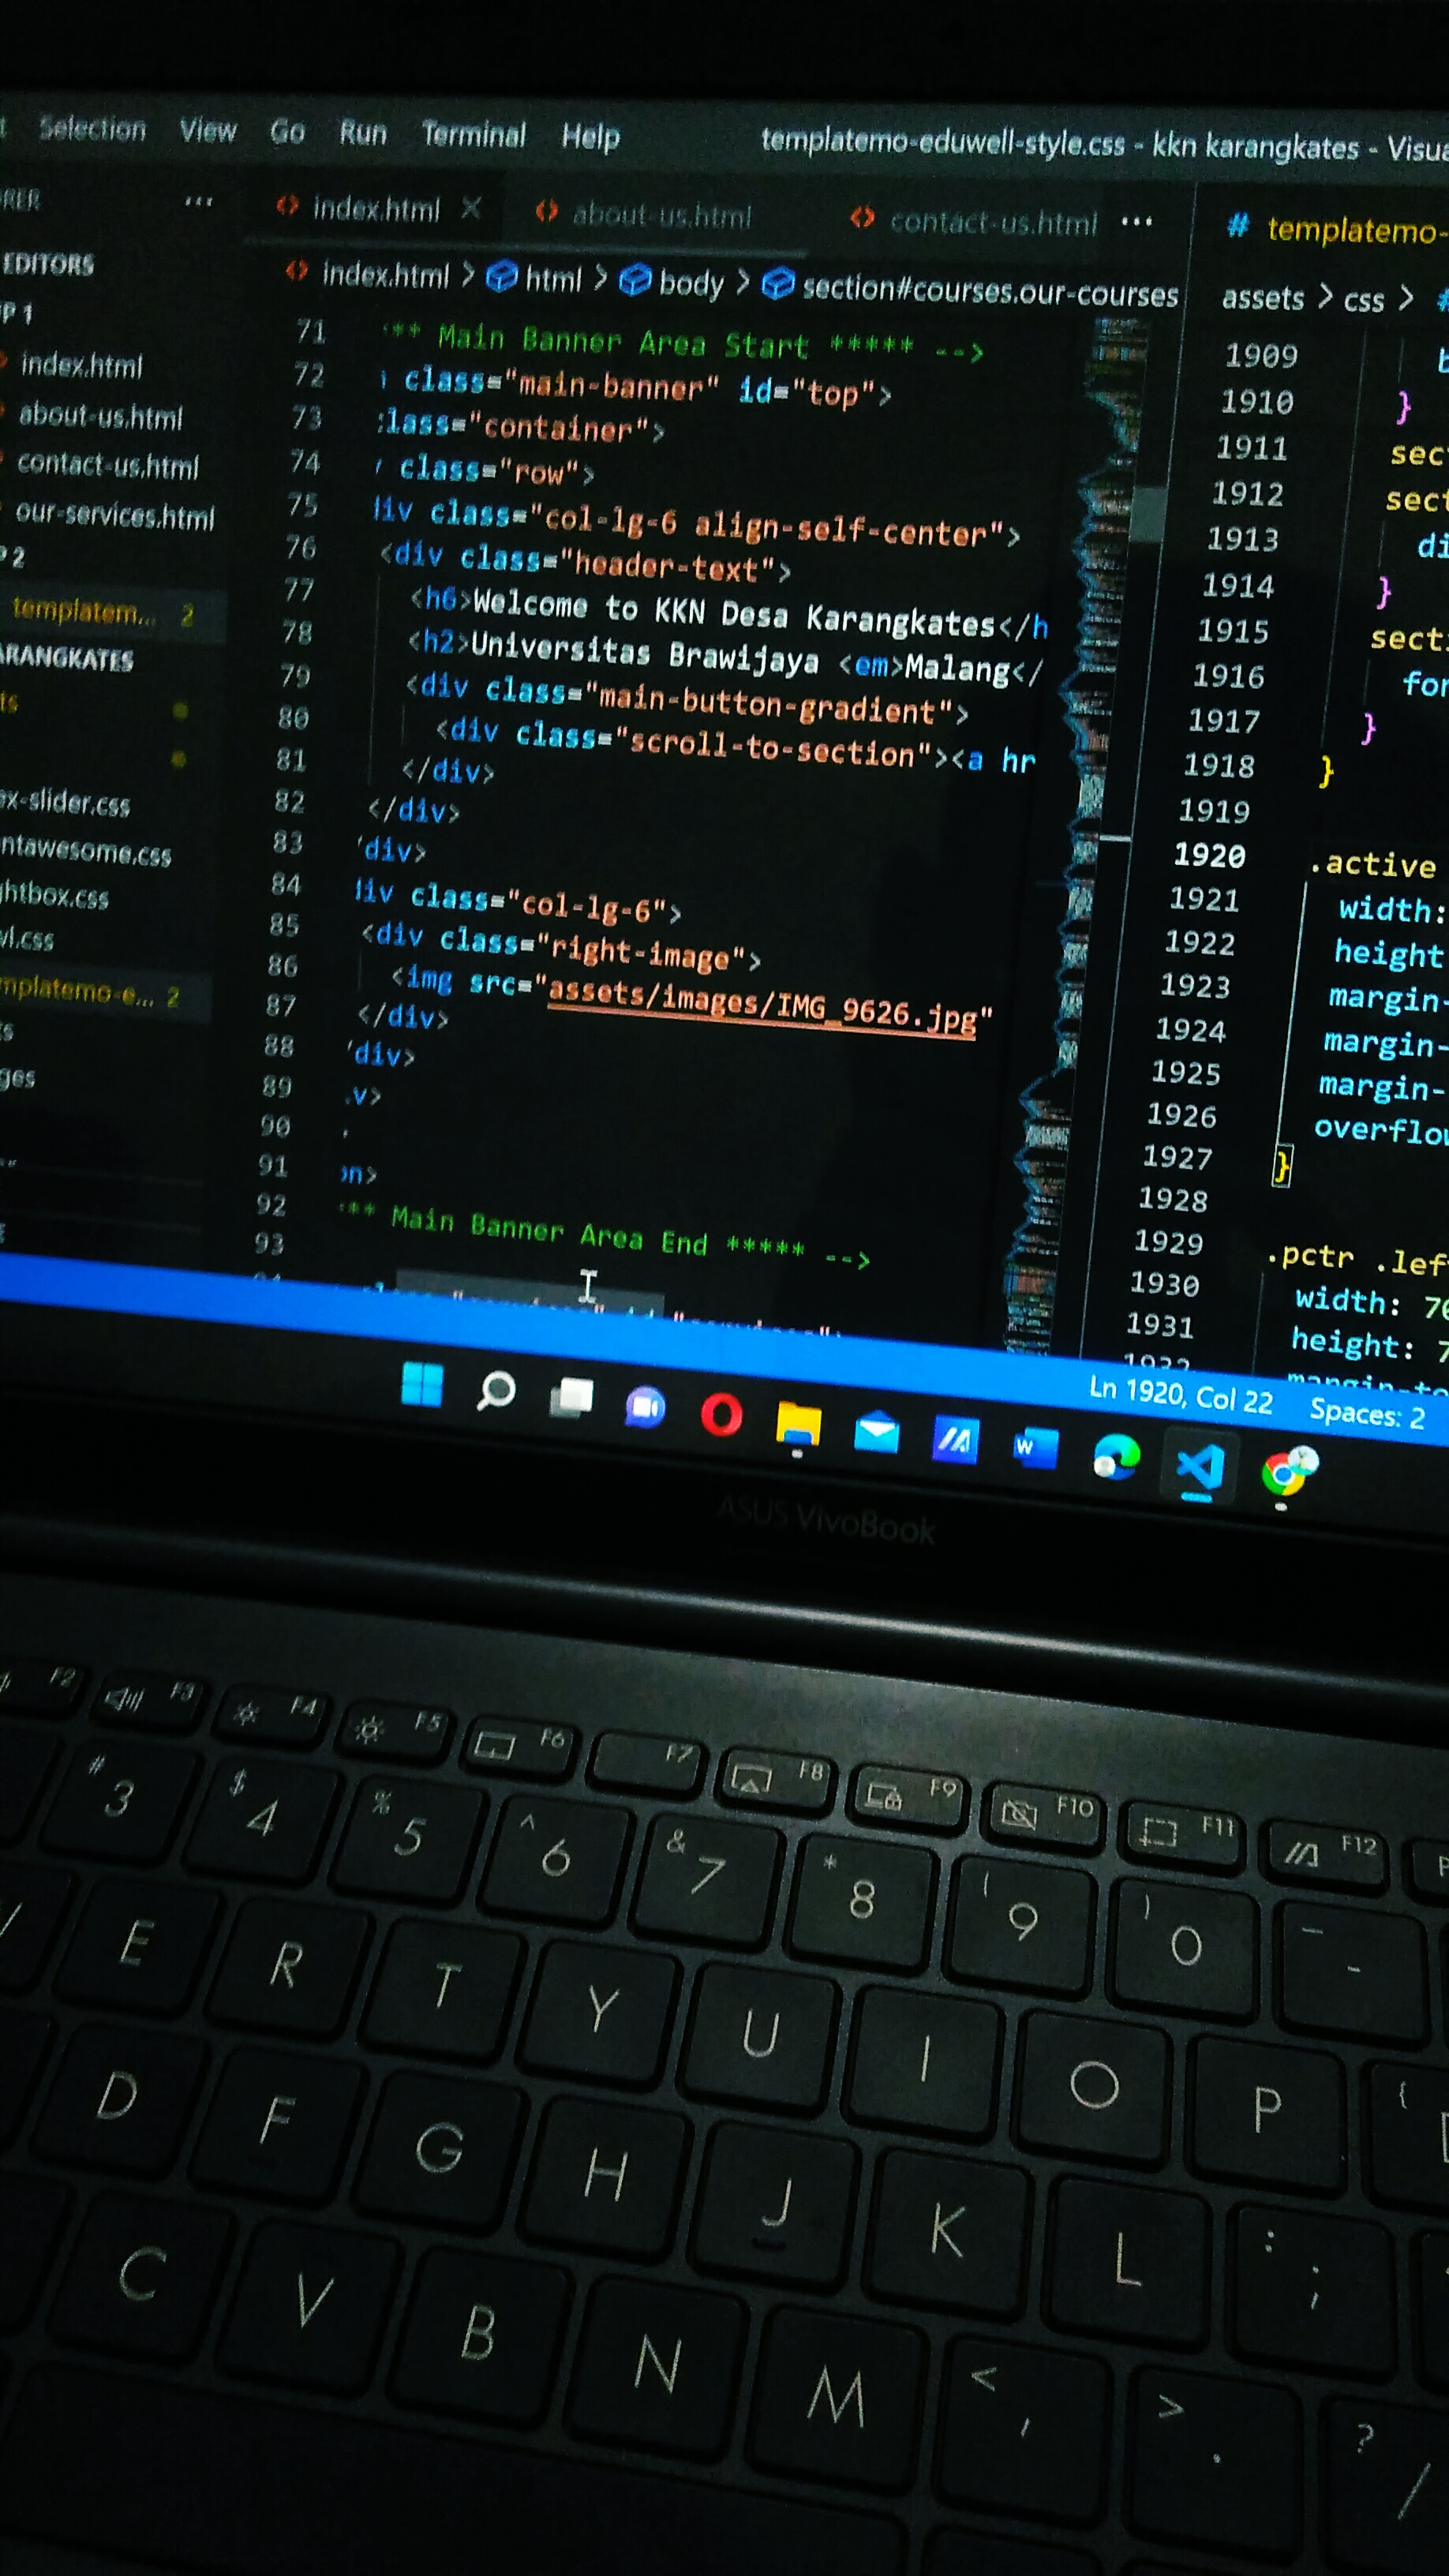 Selection View Go Run Terminal Help templatemo-eduwell-style.css - kkn karangkates - Visua
RER ...
EDITORS
P 1
index.html
about-us.html
contact-us.html
our-services.html
P 2
templatem... 2
ARANGKATES
ts
ex-slider.css
ntawesome.css
ghtbox.css
vl.css
mplatemo-e... 2
s
ges
index.html × about-us.html contact-us.html ...
index.html > html > body > section#courses.our-courses
71 ** Main Banner Area Start ***** -->
72 class="main-banner" id="top">
73 lass="container">
74 class="row">
75 div class="col-lg-6 align-self-center">
76 <div class="header-text">
77 <h6>Welcome to KKN Desa Karangkates</h
78 <h2>Universitas Brawijaya <em>Malang</
79 <div class="main-button-gradient">
80 <div class="scroll-to-section"><a hr
81 </div>
82 </div>
83 /div>
84 div class="col-lg-6">
85 <div class="right-image">
86 <img src="assets/images/IMG_9626.jpg"
87 </div>
88 /div>
89 v>
90
91 on>
92 ** Main Banner Area End ***** -->
93
# templatemo-
assets > css > #
1909 b
1910 }
1911 sec
1912 sect
1913 di
1914 }
1915 sect
1916 for
1917 }
1918 }
1919
1920 .active
1921 width:
1922 height
1923 margin-
1924 margin-
1925 margin-
1926 overflow
1927 }
1928
1929 .pctr .lef
1930 width: 70
1931 height: 7
1932 margin-to
Ln 1920, Col 22 Spaces: 2
W
ASUS VivoBook
F2 F3 F4 F5 F6 F7 F8 F9 F10 F11 F12
# 3 $ 4 % 5 ^ 6 & 7 * 8 ( 9 ) 0 _ -
E R T Y U I O P { [
D F G H J K L : ;
C V B N M < , > . ? /